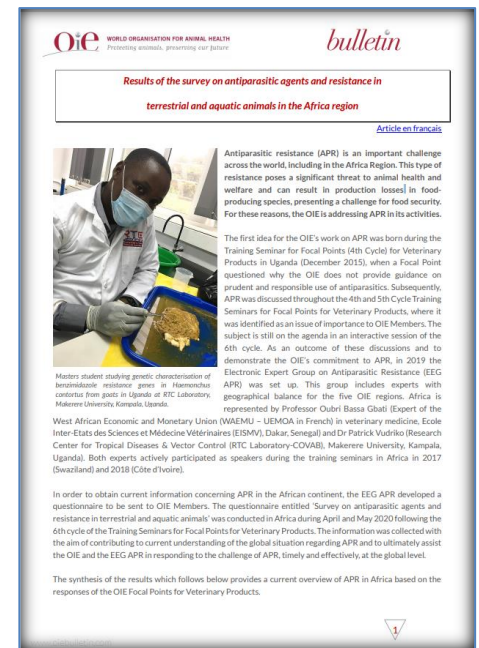 Oie WORLD ORGANISATION FOR ANIMAL HEALTH
Protecting animals, preserving our future
bulletin
Results of the survey on antiparasitic agents and resistance in
terrestrial and aquatic animals in the Africa region
Article en français
Antiparasitic resistance (APR) is an important challenge
across the world, including in the Africa Region. This type of
resistance poses a significant threat to animal health and
welfare and can result in production losses in food-
producing species, presenting a challenge for food security.
For these reasons, the OIE is addressing APR in its activities.
The first idea for the OIE's work on APR was born during the
Training Seminar for Focal Points (4th Cycle) for Veterinary
Products in Uganda (December 2015), when a Focal Point
questioned why the OIE does not provide guidance on
prudent and responsible use of antiparasitics. Subsequently,
APR was discussed throughout the 4th and 5th Cycle Training
Seminars for Focal Points for Veterinary Products, where it
was identified as an issue of importance to OIE Members. The
subject is still on the agenda in an interactive session of the
6th cycle. As an outcome of these discussions and to
demonstrate the OIE's commitment to APR, in 2019 the
Electronic Expert Group on Antiparasitic Resistance (EEG
APR) was set up. This group includes experts with
geographical balance for the five OIE regions. Africa is
represented by Professor Oubri Bassa Gbati (Expert of the
Masters student studying genetic characterisation of
benzimidazole resistance genes in Haemonchus
contortus from goats in Uganda at RTC Laboratory,
Makerere University, Kampala, Uganda.
West African Economic and Monetary Union (WAEMU – UEMOA in French) in veterinary medicine, Ecole
Inter-Etats des Sciences et Médecine Vétérinaires (EISMV), Dakar, Senegal) and Dr Patrick Vudriko (Research
Center for Tropical Diseases & Vector Control (RTC Laboratory-COVAB), Makerere University, Kampala,
Uganda). Both experts actively participated as speakers during the training seminars in Africa in 2017
(Swaziland) and 2018 (Côte d'Ivoire).
In order to obtain current information concerning APR in the African continent, the EEG APR developed a
questionnaire to be sent to OIE Members. The questionnaire entitled 'Survey on antiparasitic agents and
resistance in terrestrial and aquatic animals' was conducted in Africa during April and May 2020 following the
6th cycle of the Training Seminars for Focal Points for Veterinary Products. The information was collected with
the aim of contributing to current understanding of the global situation regarding APR and to ultimately assist
the OIE and the EEG APR in responding to the challenge of APR, timely and effectively, at the global level.
The synthesis of the results which follows below provides a current overview of APR in Africa based on the
responses of the OIE Focal Points for Veterinary Products.
1